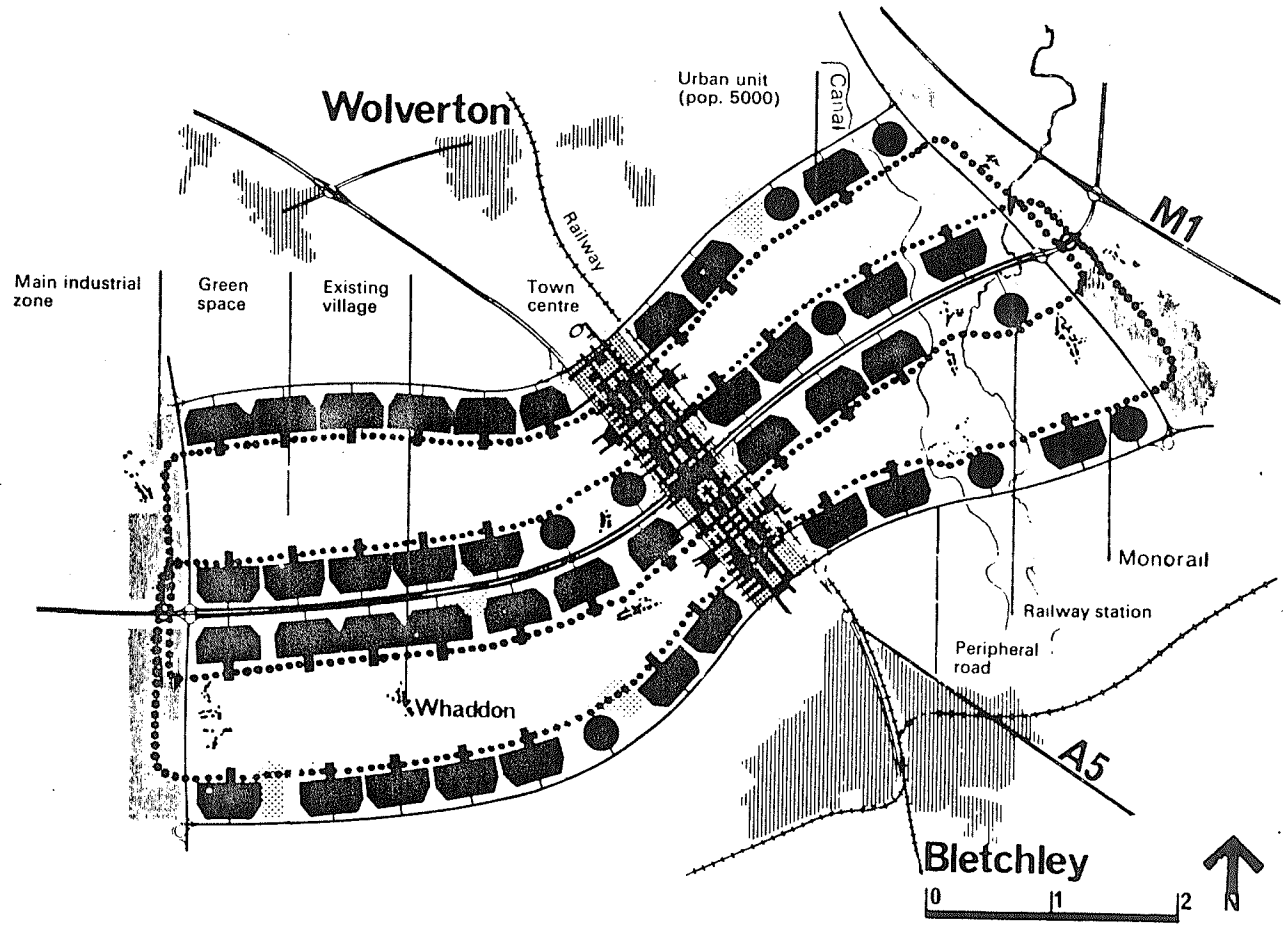 Urban unit
(pop. 5000)
Canal
Wolverton
Railway
M1
Main industrial
zone
Green
space
Existing
village
Town
centre
Monorail
Railway station
Peripheral
road
Whaddon
A5
Bletchley
0 1 2
N